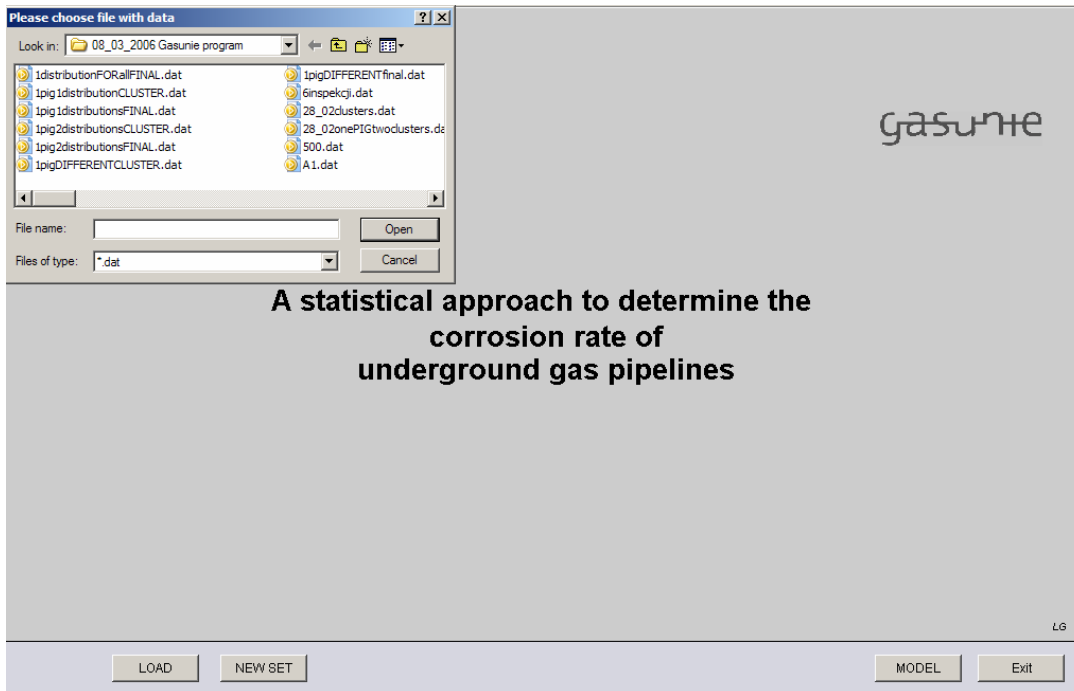 Please choose file with data
Look in: 08_03_2006 Gasunie program
1distributionFORallFINAL.dat
1pig1distributionCLUSTER.dat
1pig1distributionsFINAL.dat
1pig2distributionsCLUSTER.dat
1pig2distributionsFINAL.dat
1pigDIFFERENTCLUSTER.dat
1pigDIFFERENTfinal.dat
6inspekcji.dat
28_02clusters.dat
28_02onePIGtwoclusters.da
500.dat
A1.dat
File name: Open
Files of type: *.dat Cancel
gasunie
A statistical approach to determine the
corrosion rate of
underground gas pipelines
LG
LOAD NEW SET MODEL Exit